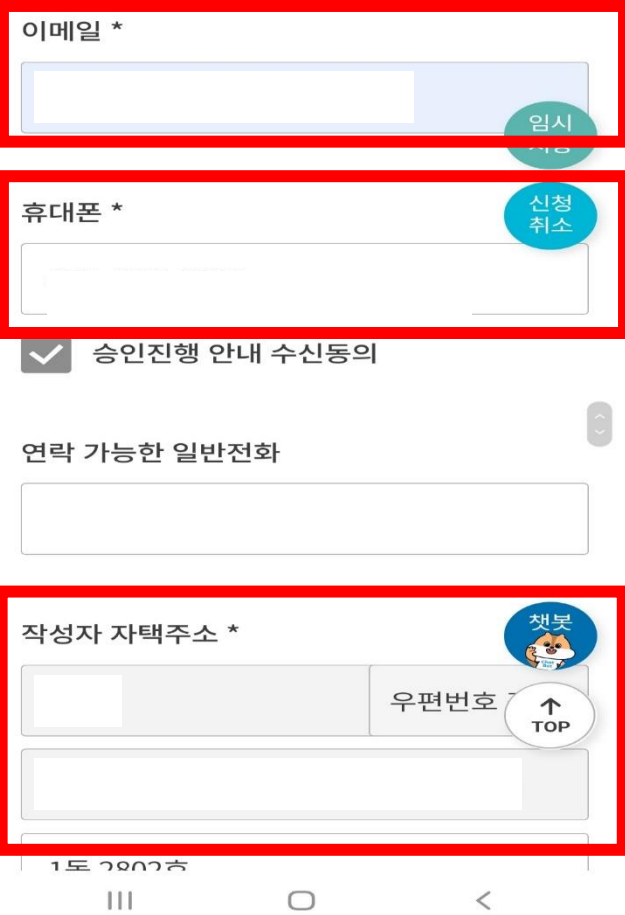 이메일 *
임시
휴대폰 *
신청
취소
승인진행 안내 수신동의
연락 가능한 일반전화
작성자 자택주소 *
챗봇
우편번호
TOP
1동 2802호